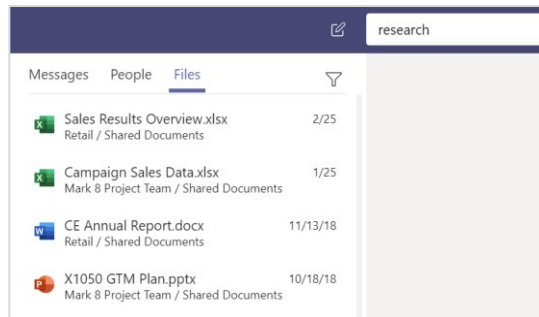 research
Messages People Files
Sales Results Overview.xlsx 2/25
Retail / Shared Documents
Campaign Sales Data.xlsx 1/25
Mark 8 Project Team / Shared Documents
CE Annual Report.docx 11/13/18
Retail / Shared Documents
X1050 GTM Plan.pptx 10/18/18
Mark 8 Project Team / Shared Documents